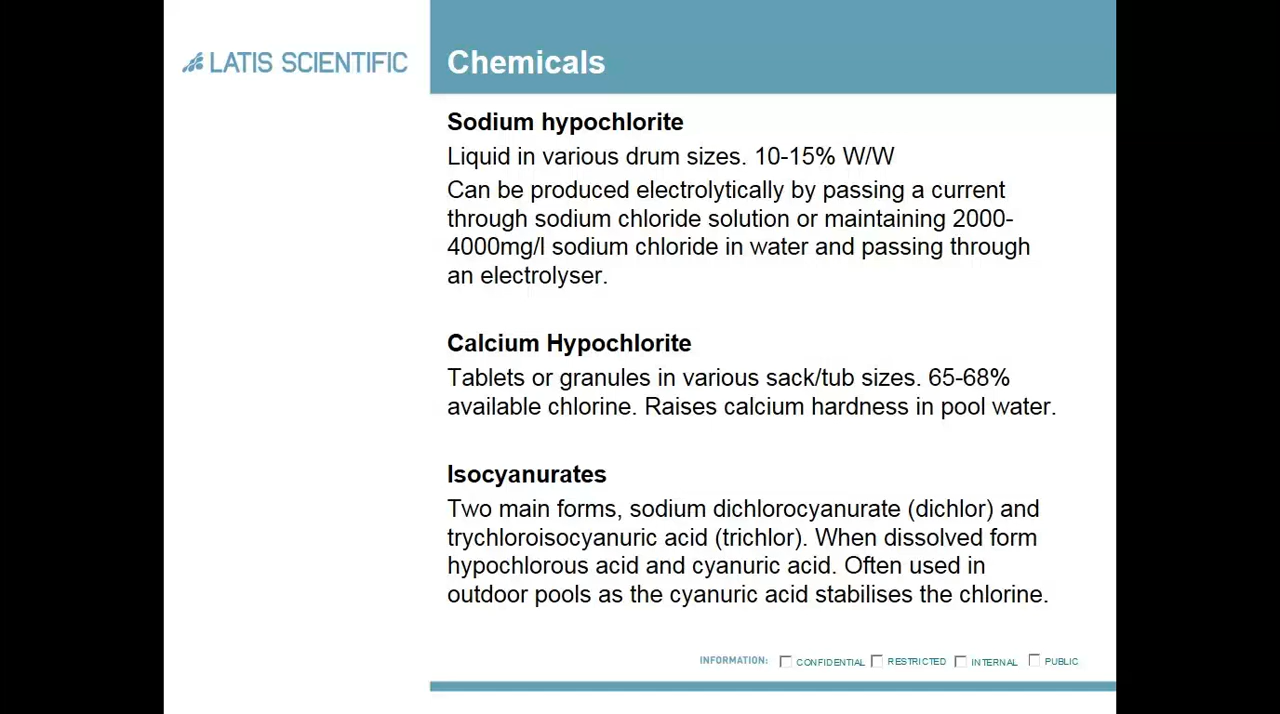 LATIS SCIENTIFIC
Chemicals
Sodium hypochlorite
Liquid in various drum sizes. 10-15% W/W
Can be produced electrolytically by passing a current
through sodium chloride solution or maintaining 2000-
4000mg/l sodium chloride in water and passing through
an electrolyser.
Calcium Hypochlorite
Tablets or granules in various sack/tub sizes. 65-68%
available chlorine. Raises calcium hardness in pool water.
Isocyanurates
Two main forms, sodium dichlorocyanurate (dichlor) and
trychloroisocyanuric acid (trichlor). When dissolved form
hypochlorous acid and cyanuric acid. Often used in
outdoor pools as the cyanuric acid stabilises the chlorine.
INFORMATION: CONFIDENTIAL RESTRICTED INTERNAL PUBLIC